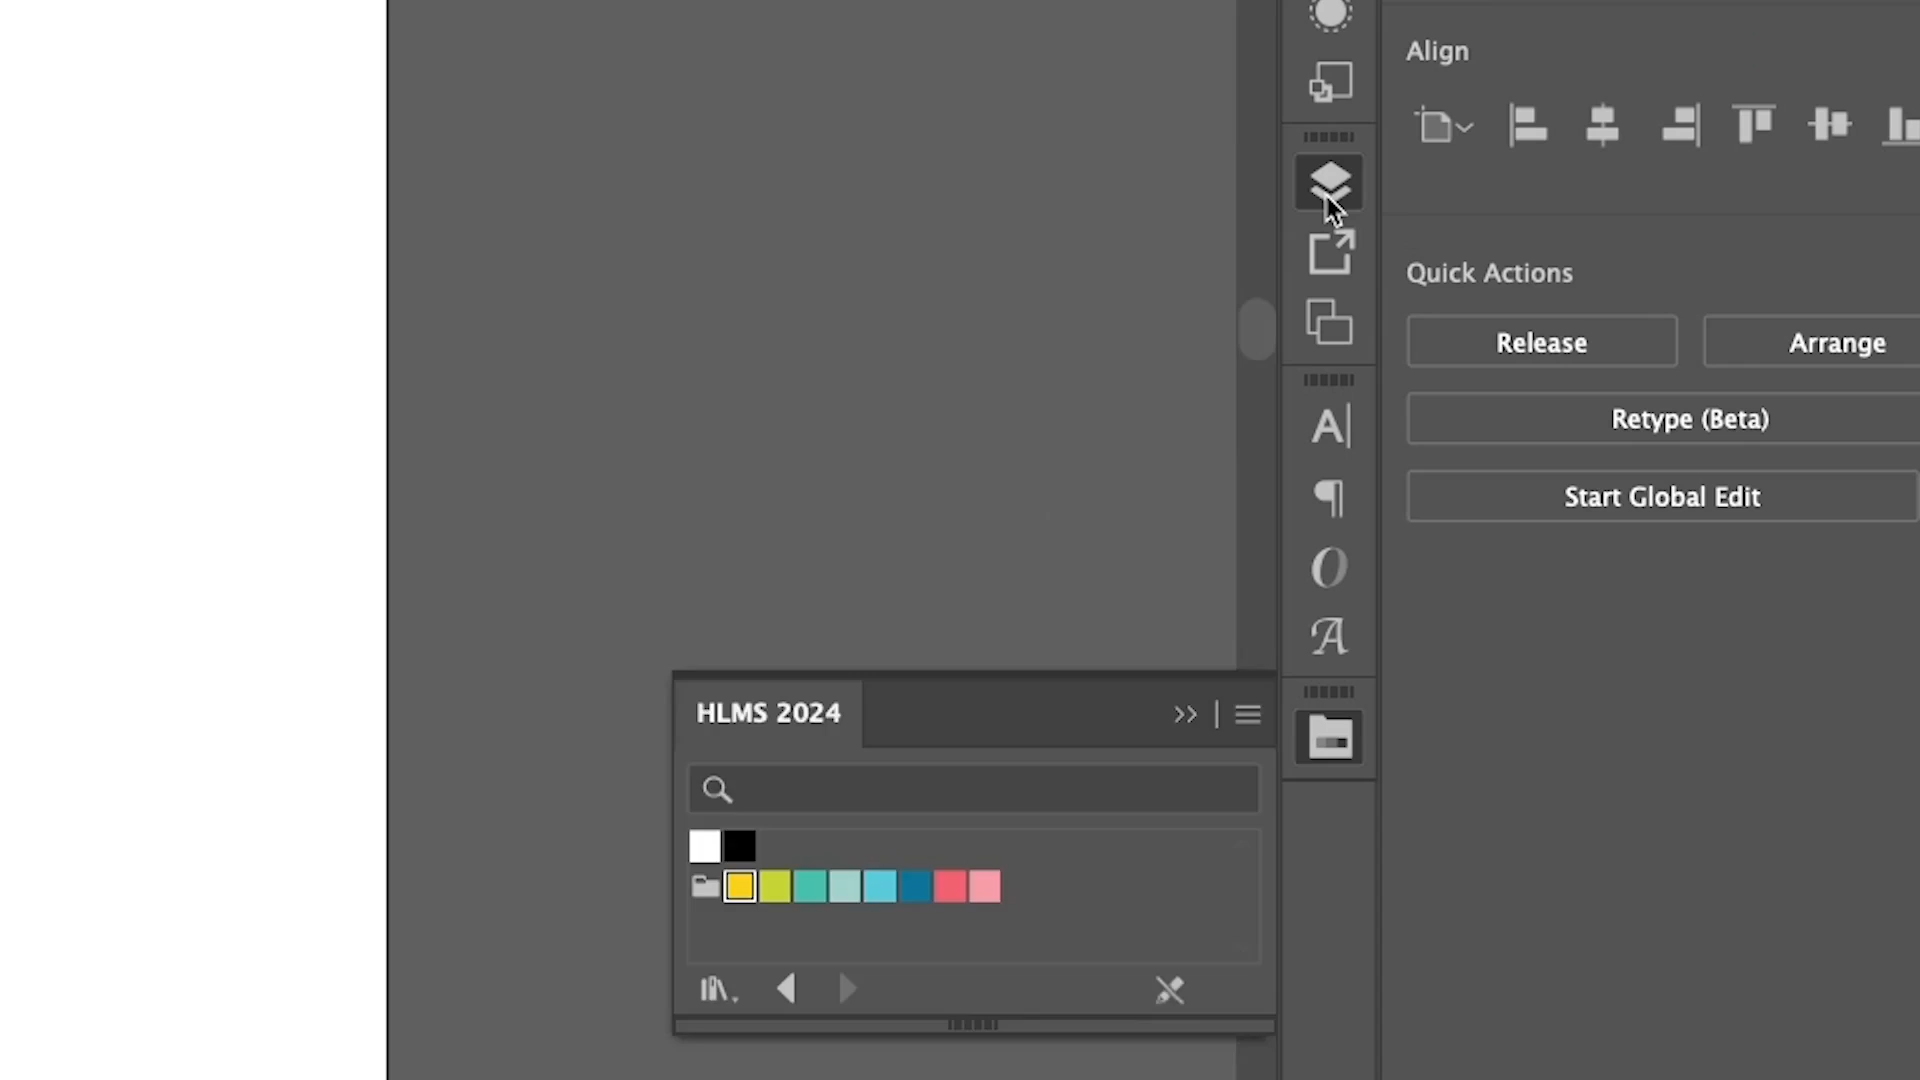 Align
Quick Actions
Release
Arrange
Retype (Beta)
Start Global Edit
HLMS 2024